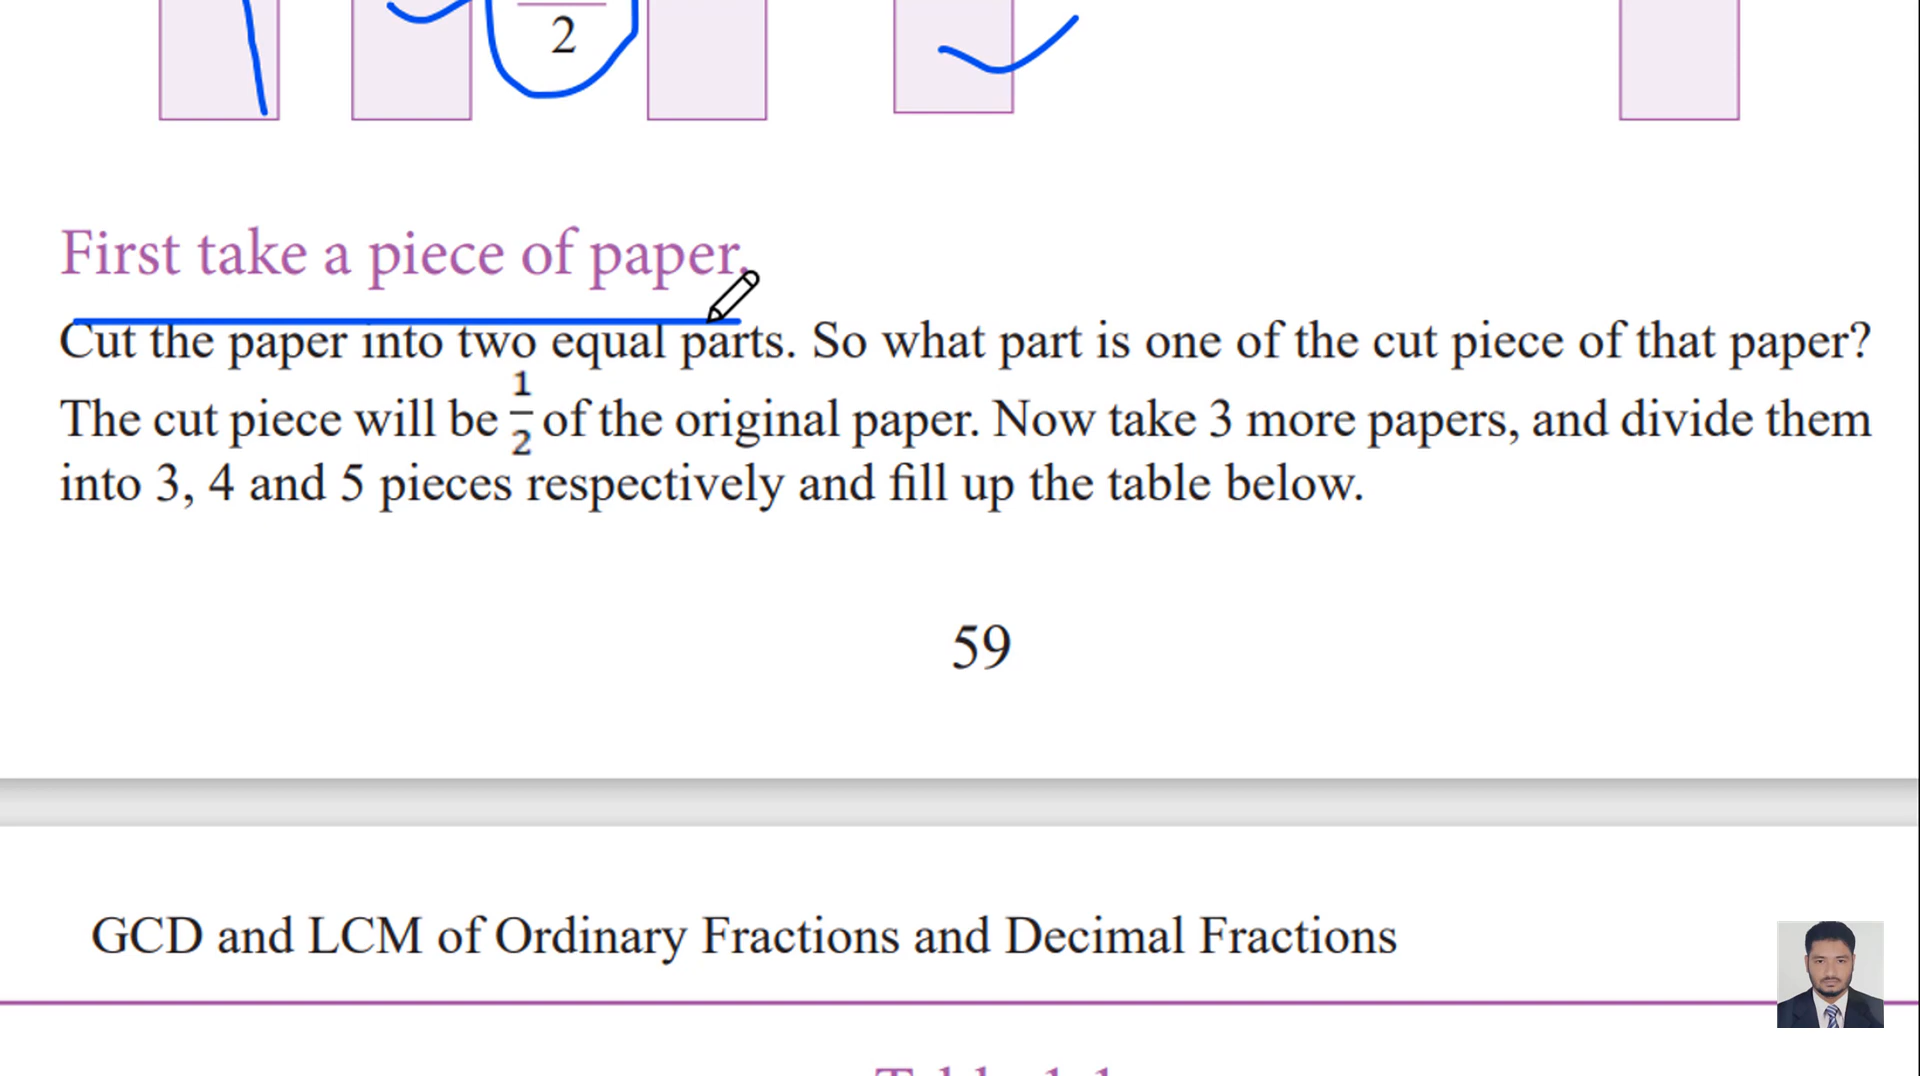 2
First take a piece of paper.
Cut the paper into two equal parts. So what part is one of the cut piece of that paper?
The cut piece will be 1/2 of the original paper. Now take 3 more papers, and divide them
into 3, 4 and 5 pieces respectively and fill up the table below.
59
GCD and LCM of Ordinary Fractions and Decimal Fractions